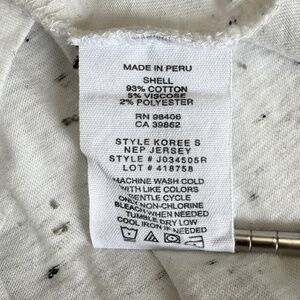 MADE IN PERU
SHELL
93% COTTON
5% VISCOSE
2% POLYESTER
RN 98406
CA 39862
STYLE KOREE S
NEP JERSEY
STYLE # J034505R
LOT # 418758
MACHINE WASH COLD
WITH LIKE COLORS
GENTLE CYCLE
ONLY NON-CHLORINE
BLEACH WHEN NEEDED
TUMBLE DRY LOW
COOL IRON IF NEEDED